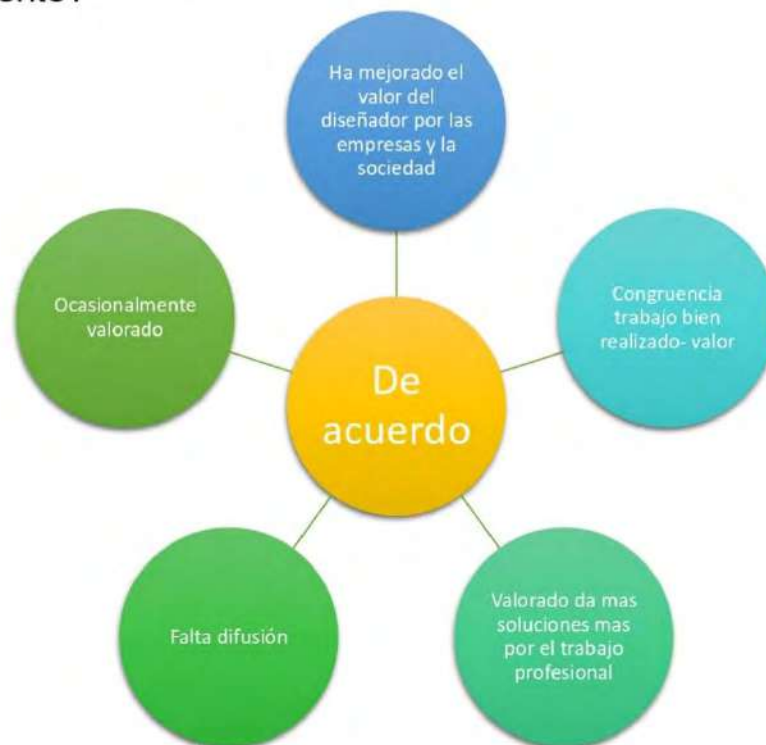 Ha mejorado el
valor del
diseñador por las
empresas y la
sociedad
Ocasionalmente
valorado
Congruencia
trabajo bien
realizado- valor
De
acuerdo
Falta difusión
Valorado da mas
soluciones mas
por el trabajo
profesional